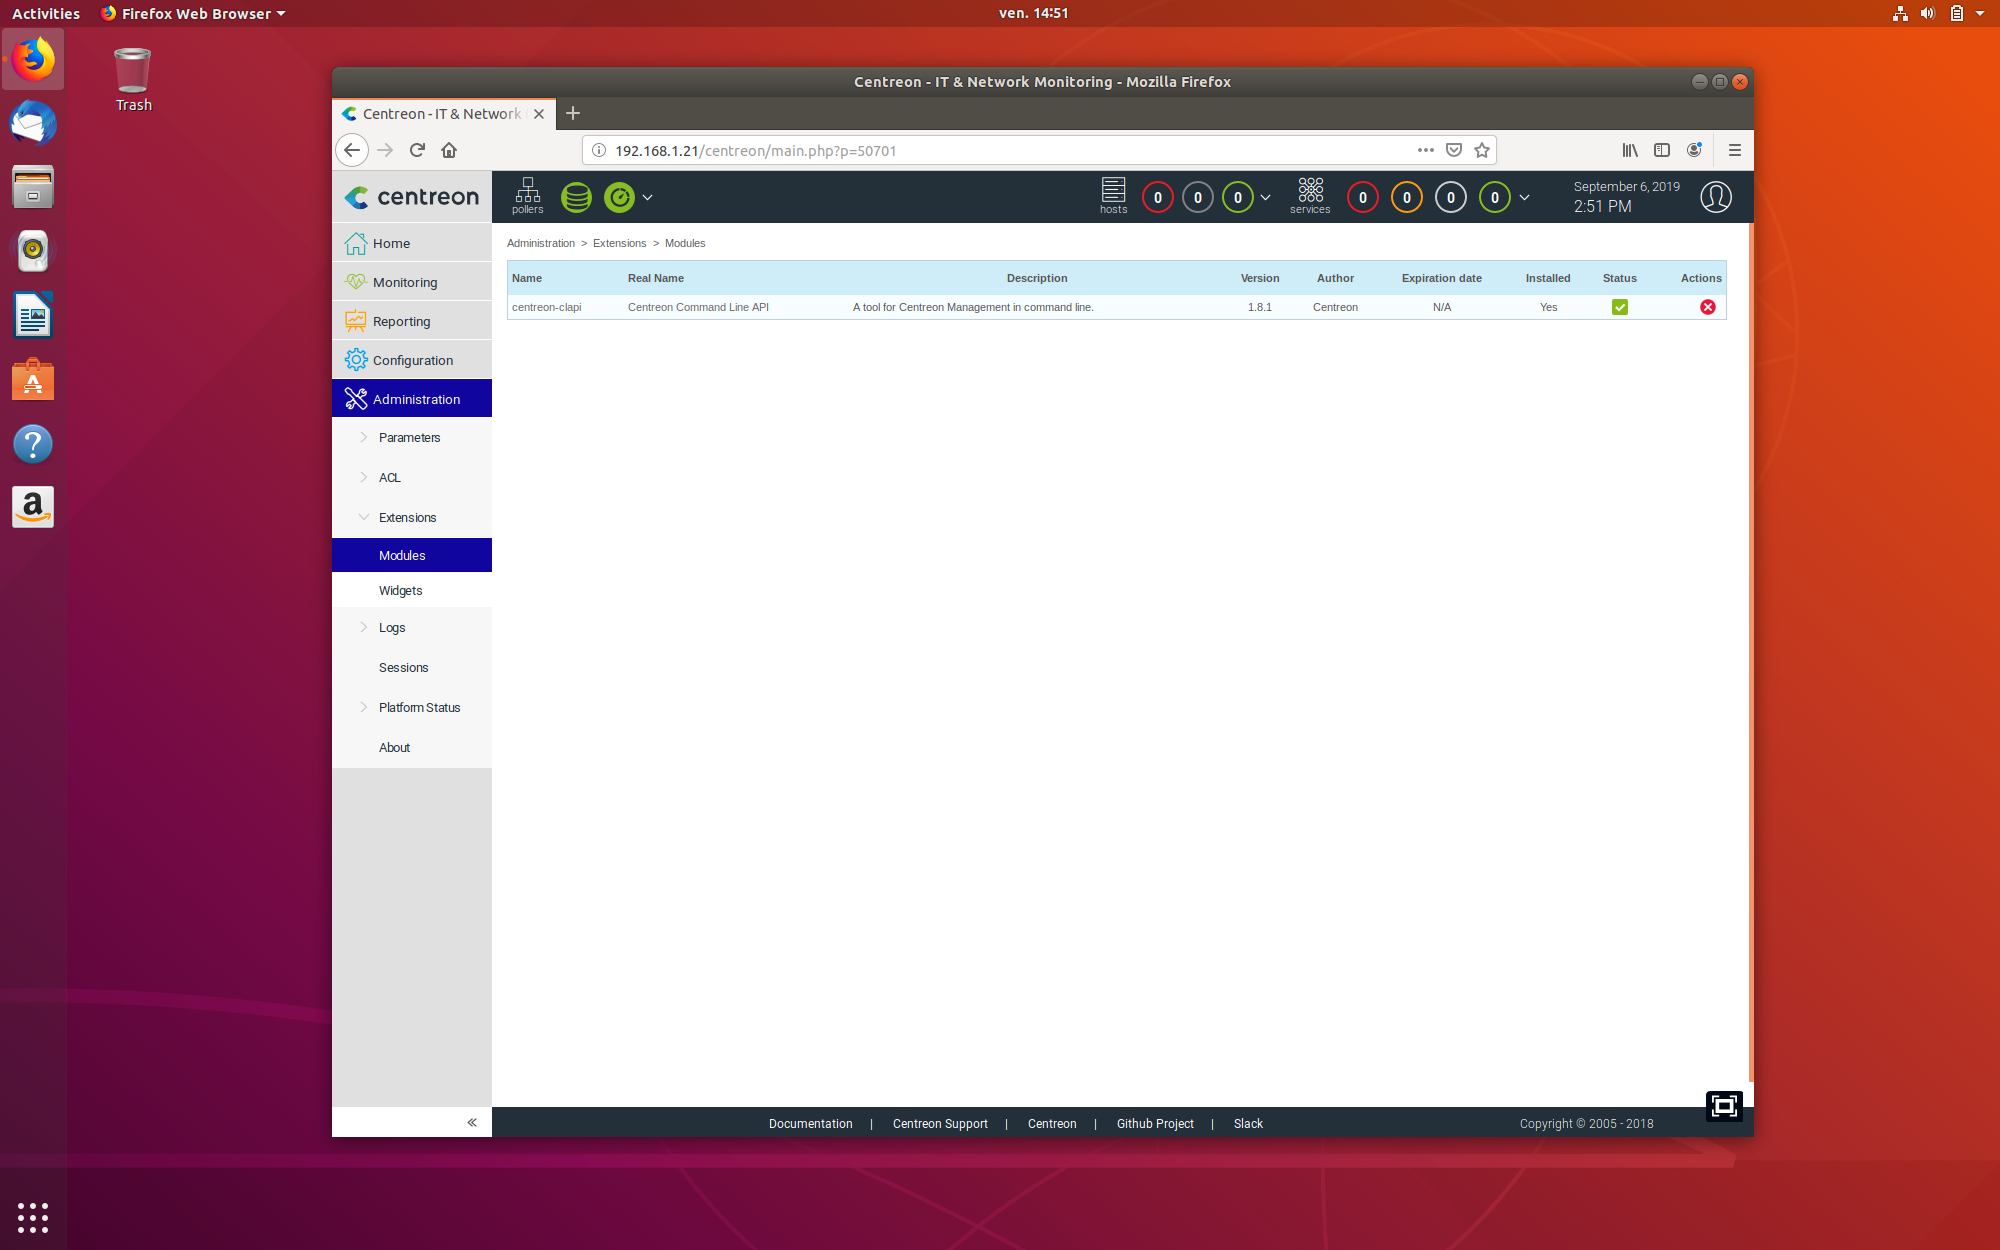 Activities Firefox Web Browser ven. 14:51
Trash
Centreon - IT & Network Monitoring - Mozilla Firefox
Centreon - IT & Network
192.168.1.21/centreon/main.php?p=50701
centreon pollers hosts 0 0 0 services 0 0 0 0 September 6, 2019
2:51 PM
Administration > Extensions > Modules
Name Real Name Description Version Author Expiration date Installed Status Actions
centreon-clapi Centreon Command Line API A tool for Centreon Management in command line. 1.8.1 Centreon N/A Yes
Home
Monitoring
Reporting
Configuration
Administration
Parameters
ACL
Extensions
Modules
Widgets
Logs
Sessions
Platform Status
About
Documentation | Centreon Support | Centreon | Github Project | Slack Copyright © 2005 - 2018